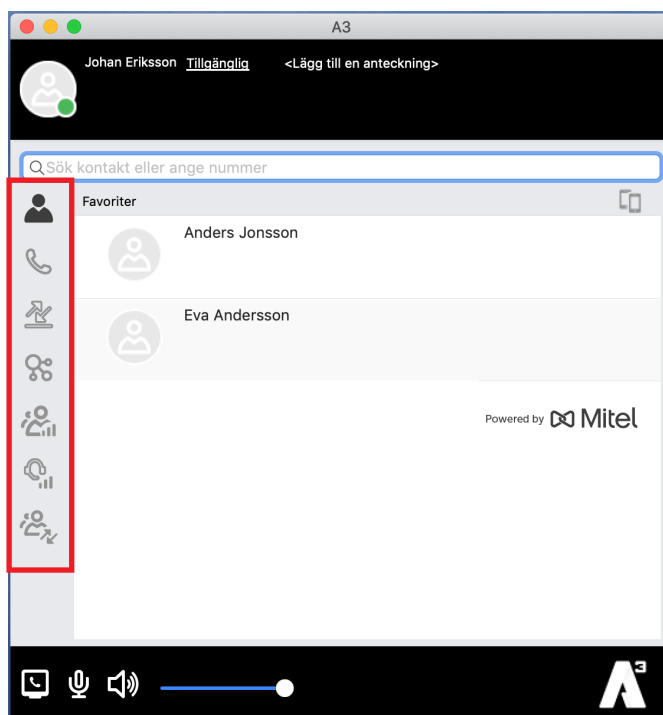 A3
Johan Eriksson Tillgänglig <Lägg till en anteckning>
Sök kontakt eller ange nummer
Favoriter
Anders Jonsson
Eva Andersson
Powered by Mitel
A3